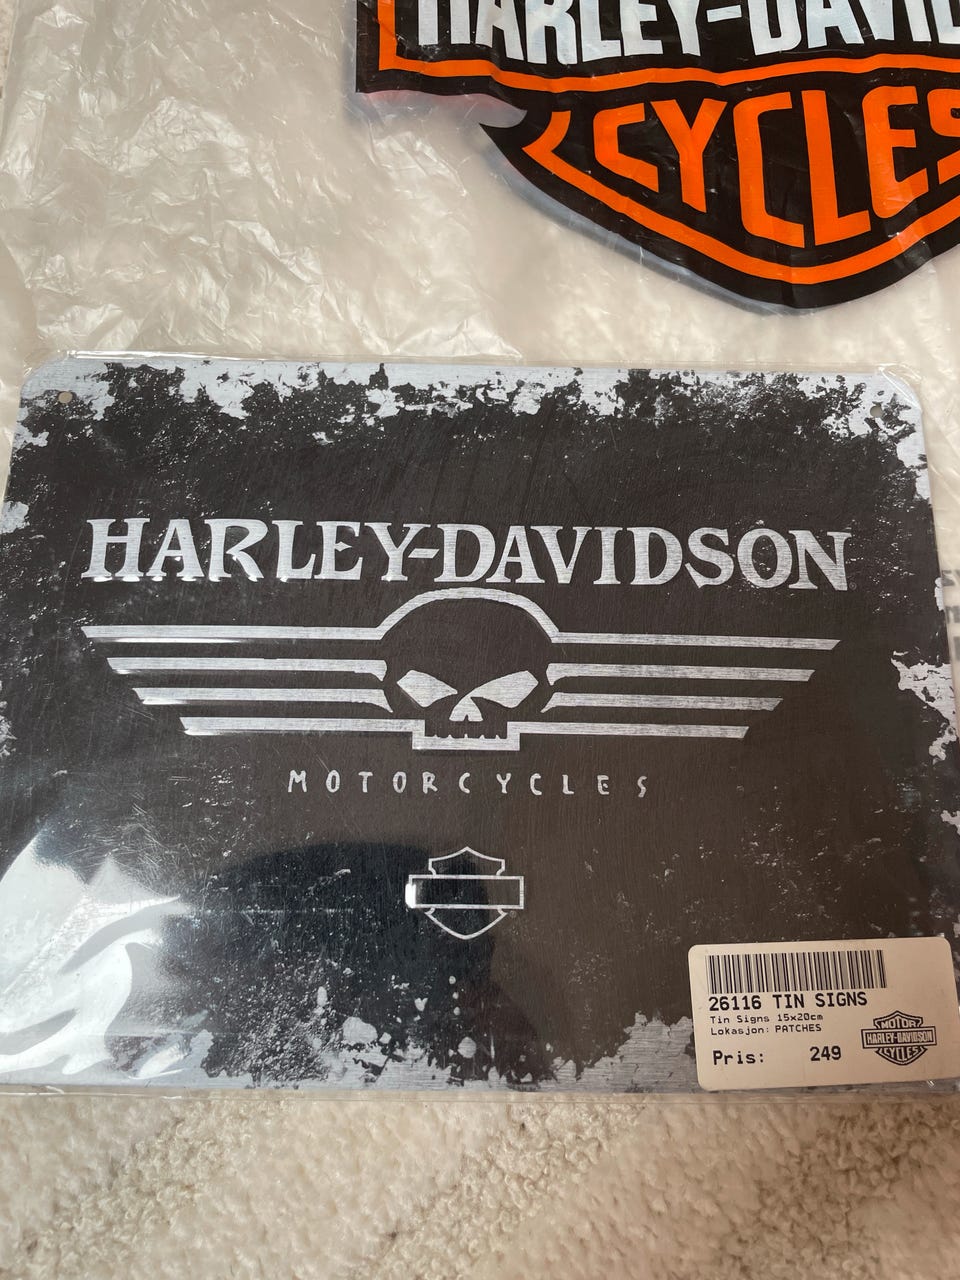 HARLEY-DAVID
CYCLES
HARLEY-DAVIDSON
MOTORCYCLES
26116 TIN SIGNS
Tin Signs 15x20cm
Lokasjon: PATCHES
Pris: 249
MOTOR
HARLEY-DAVIDSON
CYCLES